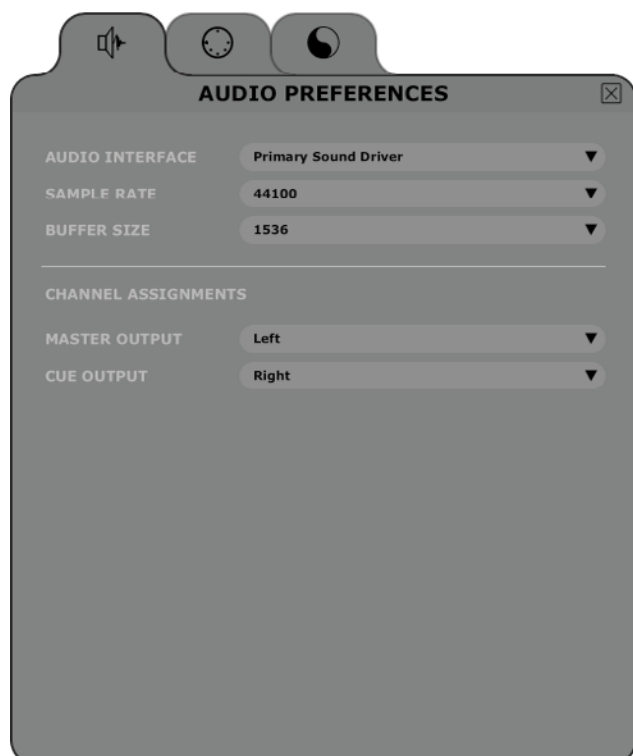 AUDIO PREFERENCES
AUDIO INTERFACE Primary Sound Driver
SAMPLE RATE 44100
BUFFER SIZE 1536
CHANNEL ASSIGNMENTS
MASTER OUTPUT Left
CUE OUTPUT Right